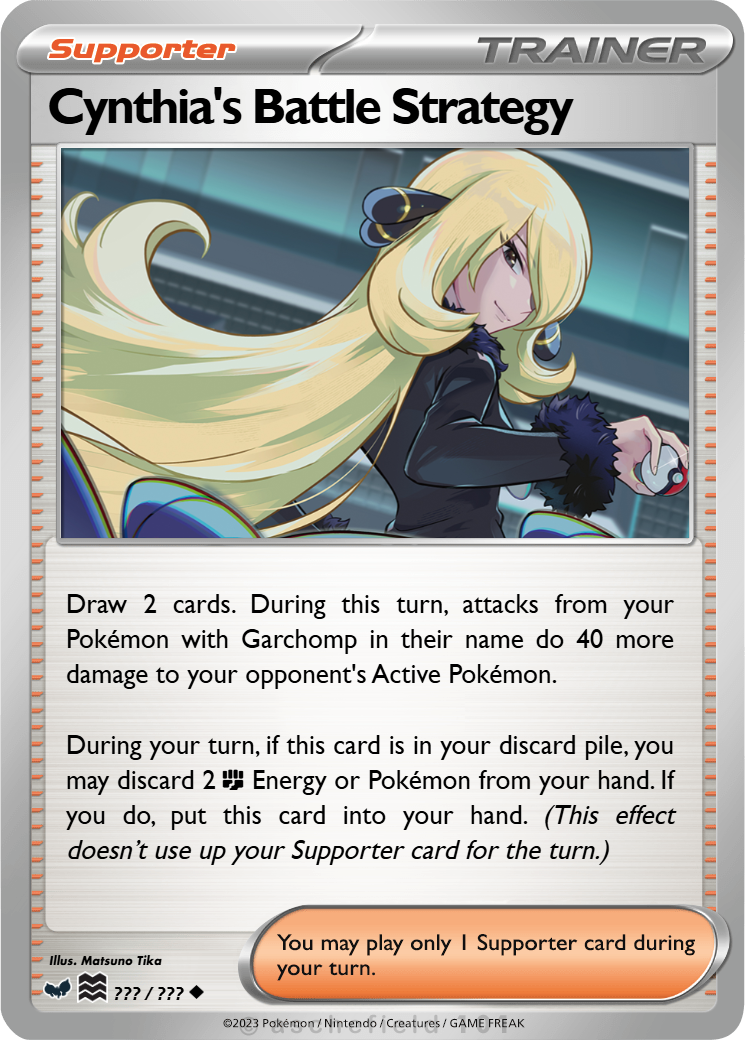 Supporter TRAINER
Cynthia's Battle Strategy
Draw 2 cards. During this turn, attacks from your
Pokémon with Garchomp in their name do 40 more
damage to your opponent's Active Pokémon.
During your turn, if this card is in your discard pile, you
may discard 2 Energy or Pokémon from your hand. If
you do, put this card into your hand. (This effect
doesn't use up your Supporter card for the turn.)
Illus. Matsuno Tika
??? / ???
You may play only 1 Supporter card during
your turn.
©2023 Pokémon / Nintendo / Creatures / GAME FREAK